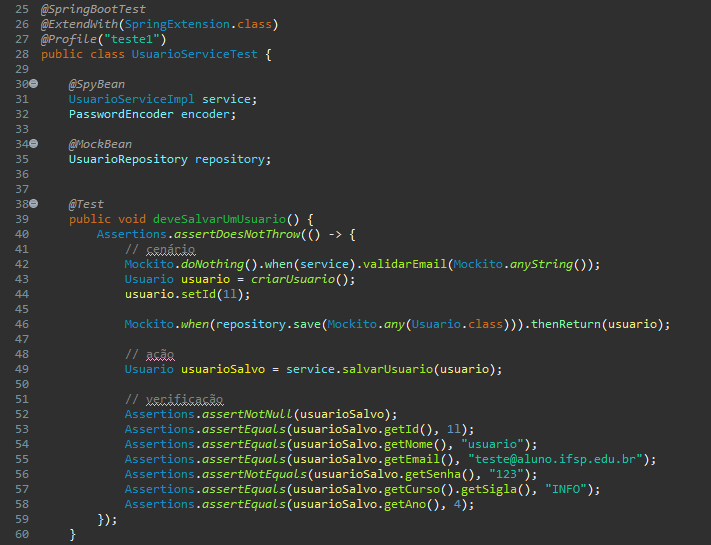 25 @SpringBootTest
26 @ExtendWith(SpringExtension.class)
27 @Profile("teste1")
28 public class UsuarioServiceTest {
29
30     @SpyBean
31     UsuarioServiceImpl service;
32     PasswordEncoder encoder;
33
34     @MockBean
35     UsuarioRepository repository;
36
37
38     @Test
39     public void deveSalvarUmUsuario() {
40         Assertions.assertDoesNotThrow(() -> {
41             // cenário
42             Mockito.doNothing().when(service).validarEmail(Mockito.anyString());
43             Usuario usuario = criarUsuario();
44             usuario.setId(1l);
45
46             Mockito.when(repository.save(Mockito.any(Usuario.class))).thenReturn(usuario);
47
48             // ação
49             Usuario usuarioSalvo = service.salvarUsuario(usuario);
50
51             // verificação
52             Assertions.assertNotNull(usuarioSalvo);
53             Assertions.assertEquals(usuarioSalvo.getId(), 1l);
54             Assertions.assertEquals(usuarioSalvo.getNome(), "usuario");
55             Assertions.assertEquals(usuarioSalvo.getEmail(), "teste@aluno.ifsp.edu.br");
56             Assertions.assertNotEquals(usuarioSalvo.getSenha(), "123");
57             Assertions.assertEquals(usuarioSalvo.getCurso().getSigla(), "INFO");
58             Assertions.assertEquals(usuarioSalvo.getAno(), 4);
59         });
60     }